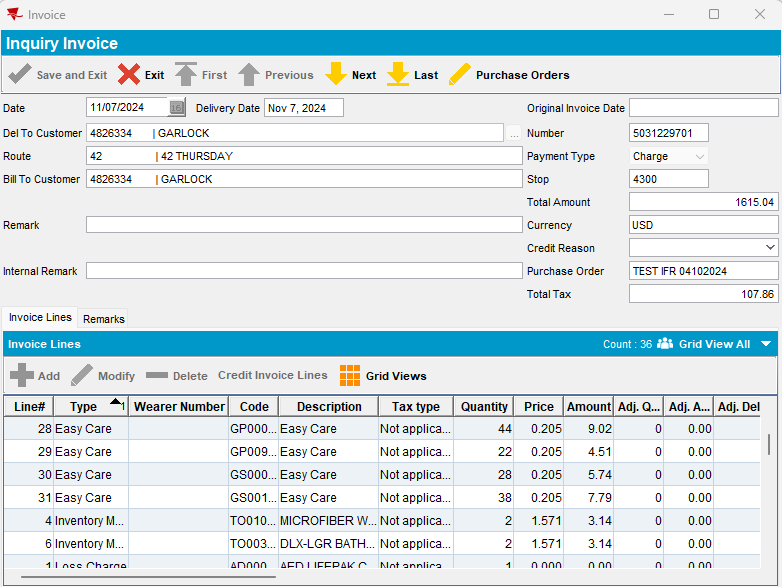 Invoice
Inquiry Invoice
Save and Exit Exit First Previous Next Last Purchase Orders
Date 11/07/2024 16 Delivery Date Nov 7, 2024 Original Invoice Date
Del To Customer 4826334 | GARLOCK ... Number 5031229701
Route 42 | 42 THURSDAY Payment Type Charge
Bill To Customer 4826334 | GARLOCK Stop 4300
Total Amount 1615.04
Remark Currency USD
Credit Reason
Internal Remark Purchase Order TEST IFR 04102024
Total Tax 107.86
Invoice Lines Remarks
Invoice Lines Count : 36 Grid View All
Add Modify Delete Credit Invoice Lines Grid Views
Line# Type 1 Wearer Number Code Description Tax type Quantity Price Amount Adj. Q... Adj. A... Adj. Del
28 Easy Care GP000... Easy Care Not applica... 44 0.205 9.02 0 0.00
29 Easy Care GP009... Easy Care Not applica... 22 0.205 4.51 0 0.00
30 Easy Care GS000... Easy Care Not applica... 28 0.205 5.74 0 0.00
31 Easy Care GS001... Easy Care Not applica... 38 0.205 7.79 0 0.00
4 Inventory M... TO010... MICROFIBER W... Not applica... 2 1.571 3.14 0 0.00
6 Inventory M... TO003... DLX-LGR BATH... Not applica... 2 1.571 3.14 0 0.00
1 Loss Charge AD000... AED LIFEPAK C... Not applica... 1 0.000 0.00 0 0.00